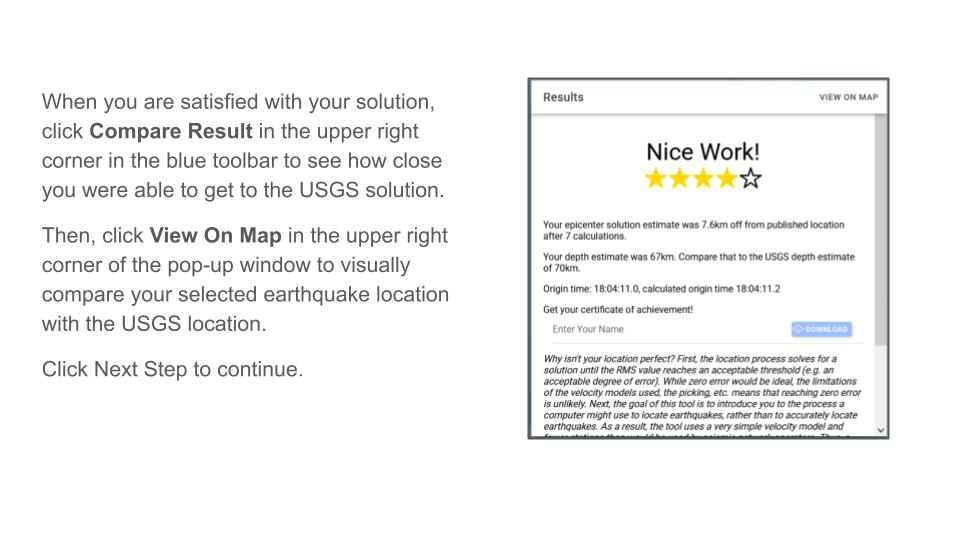 When you are satisfied with your solution,
click Compare Result in the upper right
corner in the blue toolbar to see how close
you were able to get to the USGS solution.
Then, click View On Map in the upper right
corner of the pop-up window to visually
compare your selected earthquake location
with the USGS location.
Click Next Step to continue.
Results
VIEW ON MAP
Nice Work!
Your epicenter solution estimate was 7.6km off from published location
after 7 calculations.
Your depth estimate was 67km. Compare that to the USGS depth estimate
of 70km.
Origin time: 18:04:11.0, calculated origin time 18:04:11.2
Get your certificate of achievement!
Enter Your Name
DOWNLOAD
Why isn't your location perfect? First, the location process solves for a
solution until the RMS value reaches an acceptable threshold (e.g. an
acceptable degree of error). While zero error would be ideal, the limitations
of the velocity models used, the picking, etc. means that reaching zero error
is unlikely. Next, the goal of this tool is to introduce you to the process a
computer might use to locate earthquakes, rather than to accurately locate
earthquakes. As a result, the tool uses a very simple velocity model and